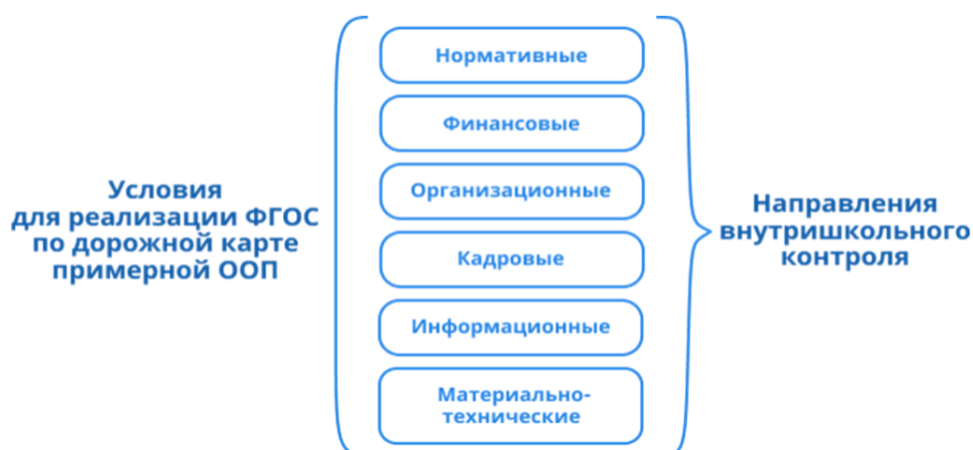 Условия
для реализации ФГОС
по дорожной карте
примерной ООП
Нормативные
Финансовые
Организационные
Кадровые
Информационные
Материально-
технические
Направления
внутришкольного
контроля